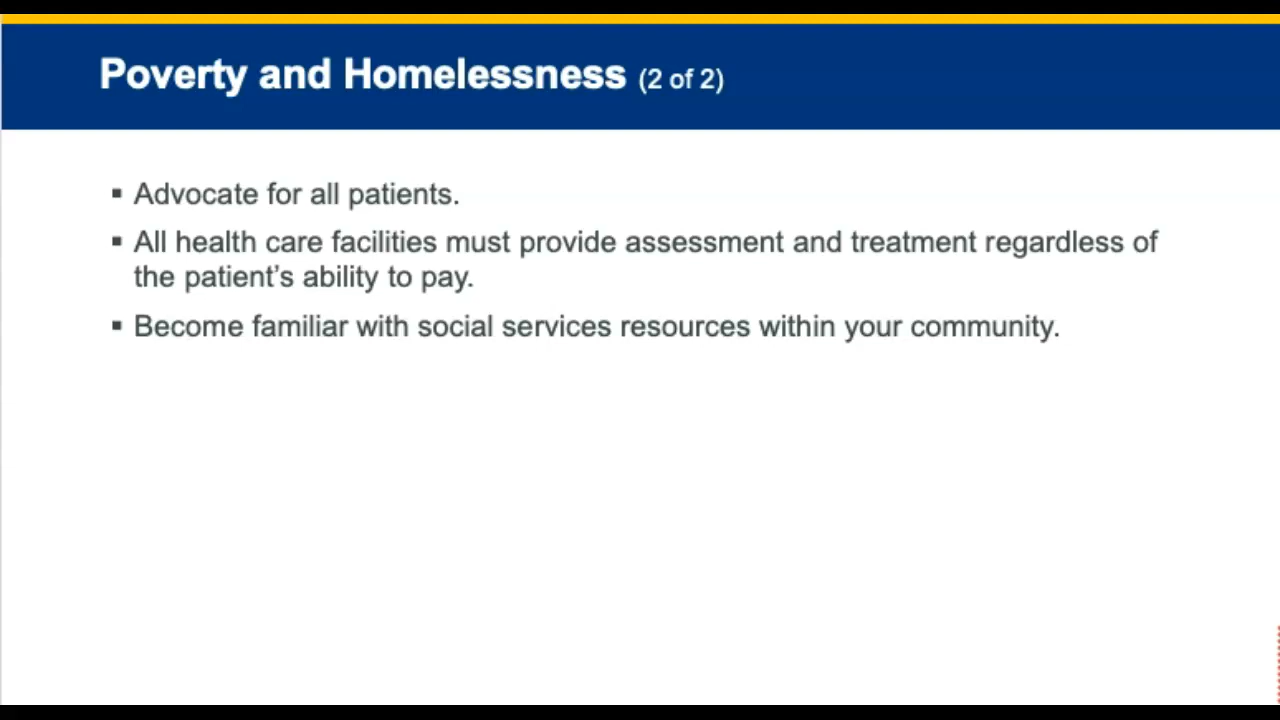 Poverty and Homelessness (2 of 2)
▪ Advocate for all patients.
▪ All health care facilities must provide assessment and treatment regardless of
the patient's ability to pay.
▪ Become familiar with social services resources within your community.